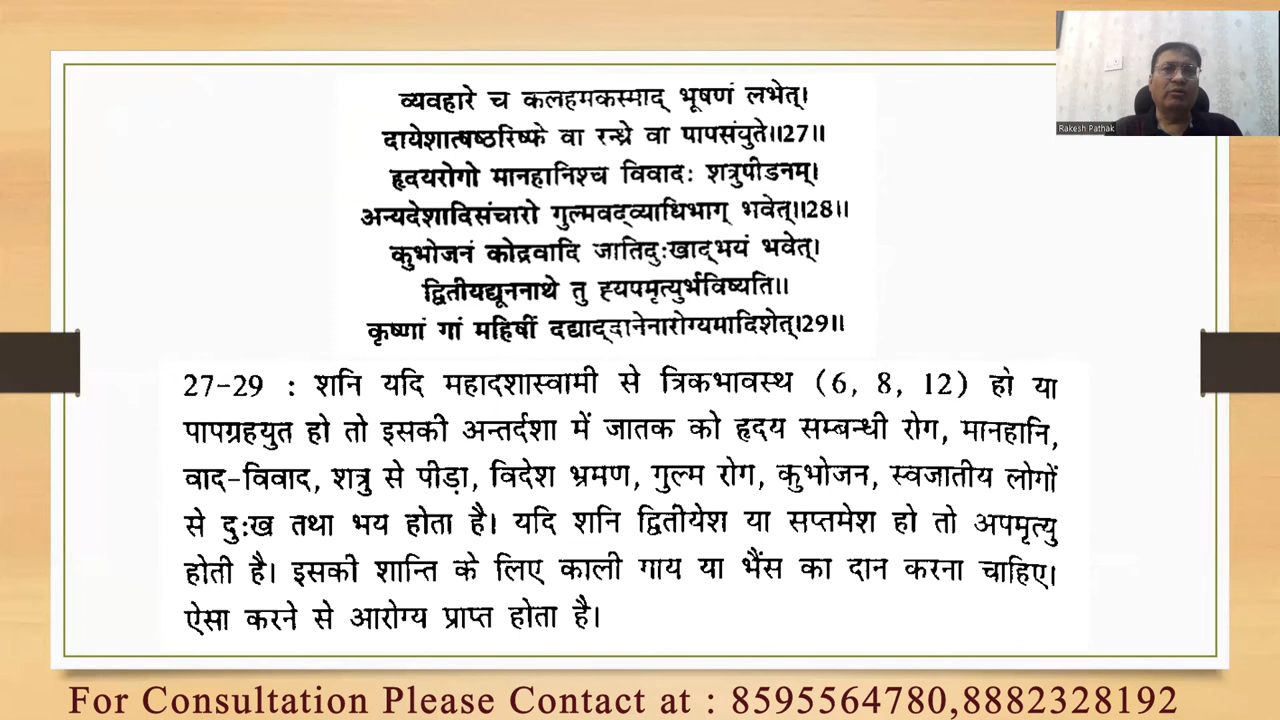 Rakesh Pathak
व्यवहारे च कलहमकस्माद् भूषणं लभेत्।
दायेशात्षष्ठरिष्फे वा रन्ध्रे वा पापसंयुते॥27॥
हृदयरोगो मानहानिश्च विवादः शत्रुपीडनम्।
अन्यदेशादिसंचारो गुल्मवद्व्याधिभाग् भवेत्॥28॥
कुभोजनं कोद्रवादि जातिदुःखाद्भयं भवेत्।
द्वितीयद्यूननाथे तु ह्यपमृत्युर्भविष्यति॥
कृष्णां गां महिषीं दद्याद्दानेनारोग्यमादिशेत्।29॥
27-29 : शनि यदि महादशास्वामी से त्रिकभावस्थ (6, 8, 12) हो या
पापग्रहयुत हो तो इसकी अन्तर्दशा में जातक को हृदय सम्बन्धी रोग, मानहानि,
वाद-विवाद, शत्रु से पीड़ा, विदेश भ्रमण, गुल्म रोग, कुभोजन, स्वजातीय लोगों
से दुःख तथा भय होता है। यदि शनि द्वितीयेश या सप्तमेश हो तो अपमृत्यु
होती है। इसकी शान्ति के लिए काली गाय या भैंस का दान करना चाहिए।
ऐसा करने से आरोग्य प्राप्त होता है।
For Consultation Please Contact at : 8595564780,8882328192